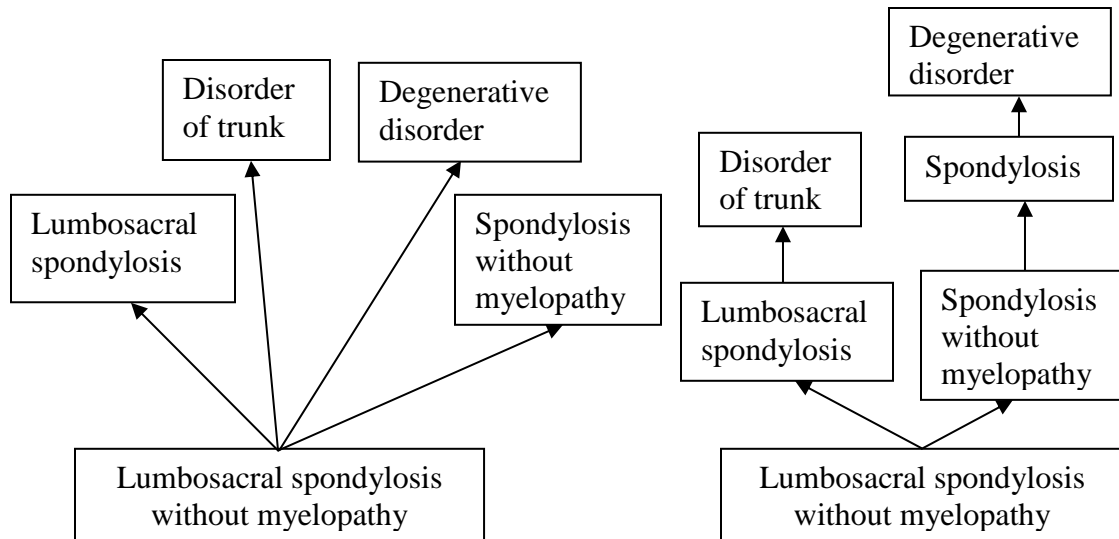 Disorder
of trunk
Degenerative
disorder
Lumbosacral
spondylosis
Spondylosis
without
myelopathy
Lumbosacral spondylosis
without myelopathy
Degenerative
disorder
Spondylosis
Disorder
of trunk
Lumbosacral
spondylosis
Spondylosis
without
myelopathy
Lumbosacral spondylosis
without myelopathy